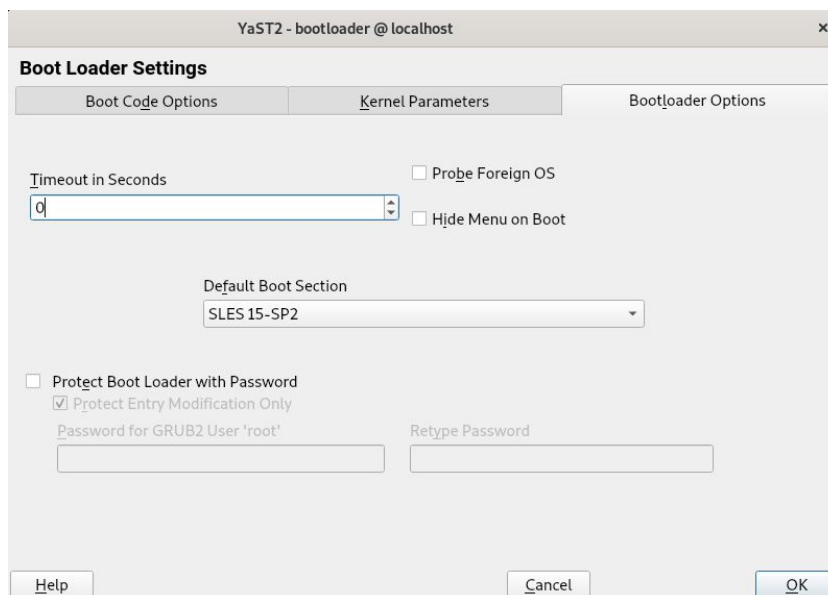 YaST2 - bootloader @ localhost
Boot Loader Settings
Boot Code Options
Kernel Parameters
Bootloader Options
Timeout in Seconds
Probe Foreign OS
0
Hide Menu on Boot
Default Boot Section
SLES 15-SP2
Protect Boot Loader with Password
Protect Entry Modification Only
Password for GRUB2 User 'root'
Retype Password
Help
Cancel
OK